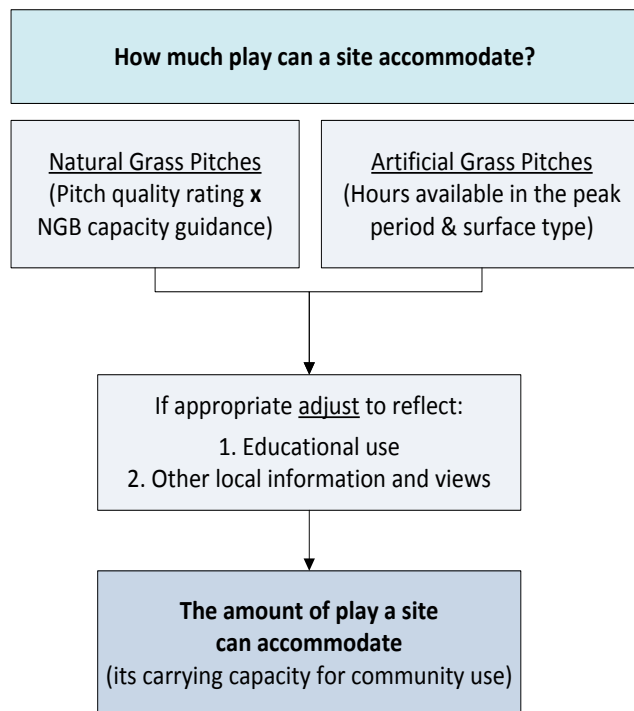 How much play can a site accommodate?
Natural Grass Pitches
(Pitch quality rating x
NGB capacity guidance)
Artificial Grass Pitches
(Hours available in the peak
period & surface type)
If appropriate adjust to reflect:
1. Educational use
2. Other local information and views
The amount of play a site
can accommodate
(its carrying capacity for community use)